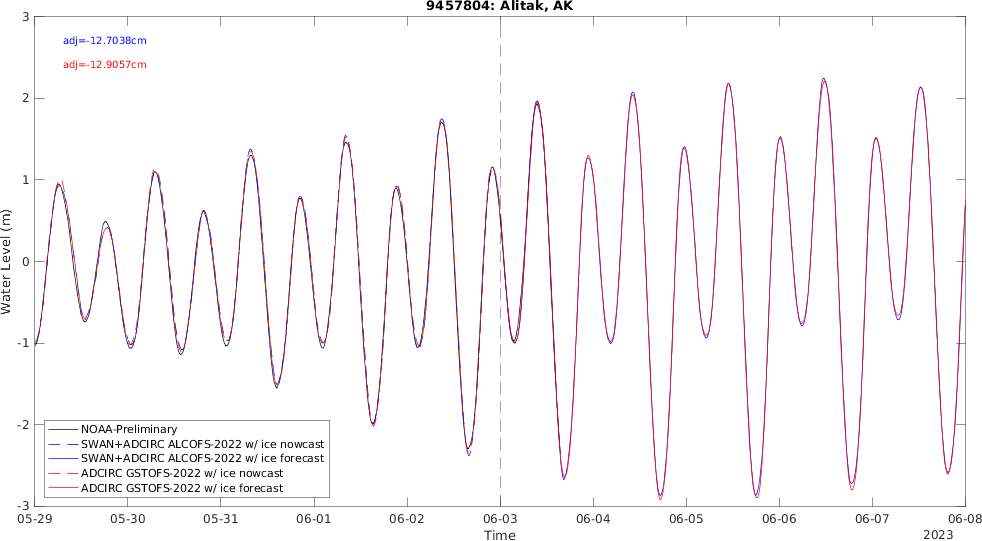 9457804: Alitak, AK
adj=-12.7038cm
adj=-12.9057cm
Water Level (m)
3
2
1
0
-1
-2
-3
NOAA-Preliminary
SWAN+ADCIRC ALCOFS-2022 w/ ice nowcast
SWAN+ADCIRC ALCOFS-2022 w/ ice forecast
ADCIRC GSTOFS-2022 w/ ice nowcast
ADCIRC GSTOFS-2022 w/ ice forecast
05-29 05-30 05-31 06-01 06-02 06-03 06-04 06-05 06-06 06-07 06-08
Time
2023